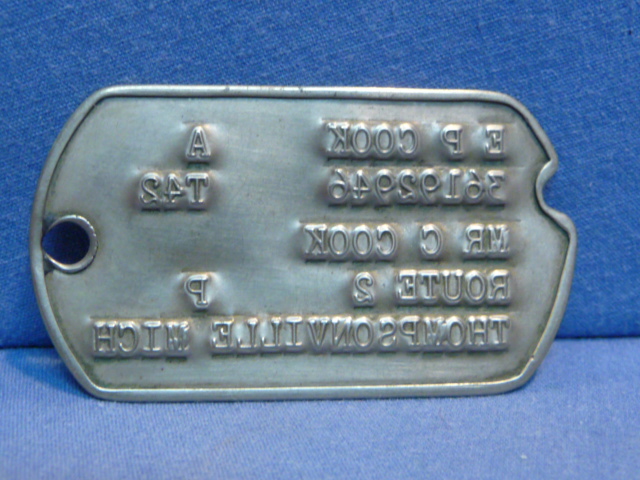 E P COOK A
36192946 T42
MR C COOK
ROUTE 2 P
THOMPSONVILLE MICH